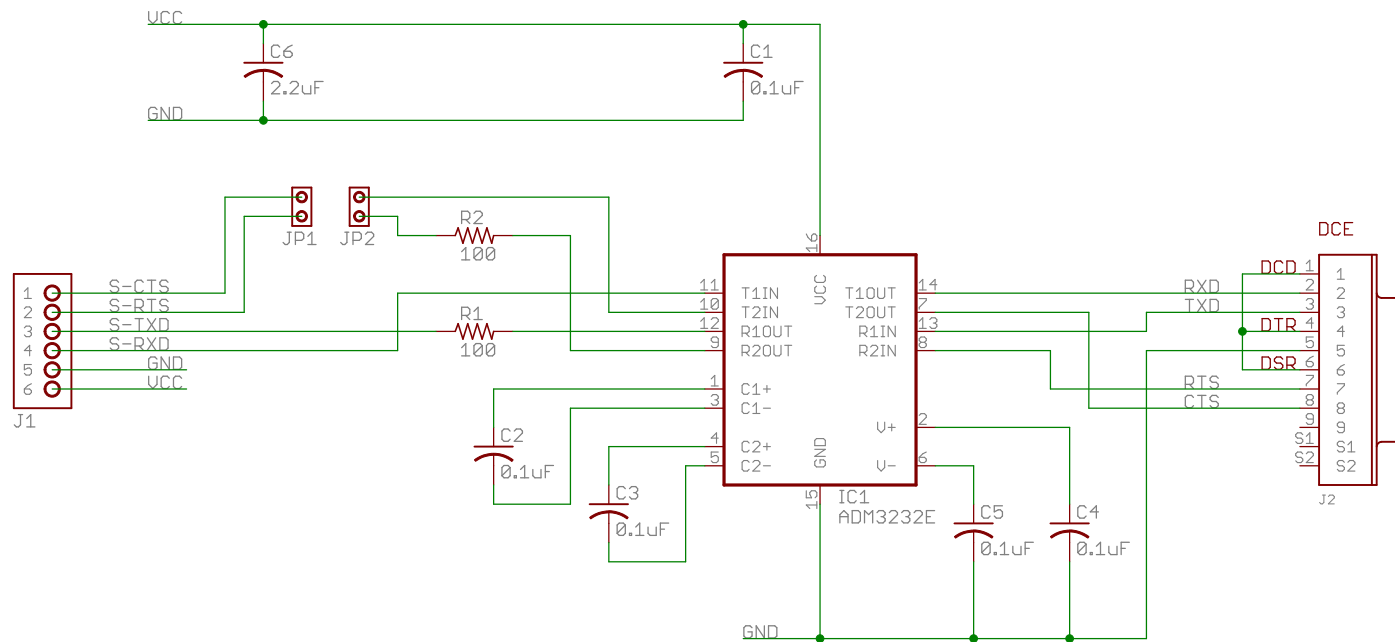 VCC
C6
2.2uF
C1
0.1uF
GND
JP1
JP2
R2
100
DCE
16
VCC
1 S-CTS
2 S-RTS
3 S-TXD
4 S-RXD
5 GND
6 VCC
J1
R1
100
11 T1IN T1OUT 14
10 T2IN T2OUT 7
12 R1OUT R1IN 13
9 R2OUT R2IN 8
1 C1+
3 C1-
4 C2+
5 C2-
V+ 2
V- 6
GND
15
IC1
ADM3232E
C2
0.1uF
C3
0.1uF
C5
0.1uF
C4
0.1uF
GND
DCD 1 1
RXD 2 2
TXD 3 3
DTR 4 4
5 5
DSR 6 6
RTS 7 7
CTS 8 8
9 9
S1 S1
S2 S2
J2